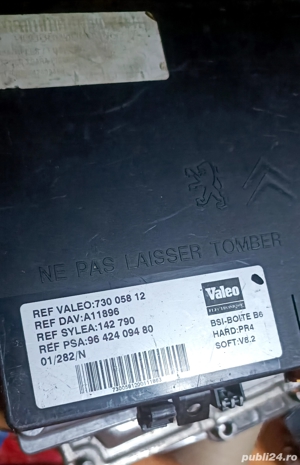 NE PAS LAISSER TOMBER
REF VALEO:730 058 12
REF DAV:A11896
REF SYLEA:142 790
REF PSA:96 424 094 80
01/282/N
Valeo
BSI-BOITE B6
HARD:PR4
SOFT:V8.2
publi24.ro